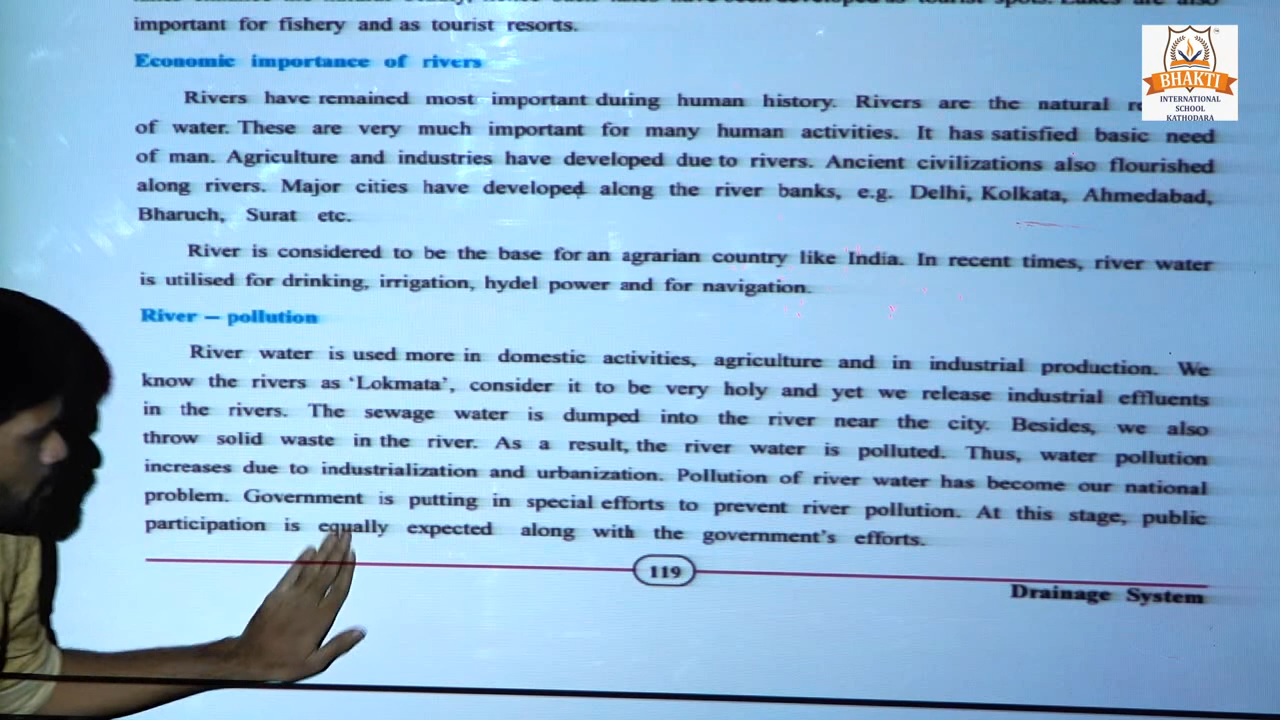 important for fishery and as tourist resorts.
Economic importance of rivers
Rivers have remained most important during human history. Rivers are the natural
of water. These are very much important for many human activities. It has satisfied basic need
of man. Agriculture and industries have developed due to rivers. Ancient civilizations also flourished
along rivers. Major cities have developed along the river banks, e.g. Delhi, Kolkata, Ahmedabad,
Bharuch, Surat etc.
River is considered to be the base for an agrarian country like India. In recent times, river water
is utilised for drinking, irrigation, hydel power and for navigation.
River – pollution
River water is used more in domestic activities, agriculture and in industrial production. We
know the rivers as ‘Lokmata’, consider it to be very holy and yet we release industrial effluents
in the rivers. The sewage water is dumped into the river near the city. Besides, we also
throw solid waste in the river. As a result, the river water is polluted. Thus, water pollution
increases due to industrialization and urbanization. Pollution of river water has become our national
problem. Government is putting in special efforts to prevent river pollution. At this stage, public
participation is equally expected along with the government’s efforts.
119
Drainage System
BHAKTI
INTERNATIONAL
SCHOOL
KATHODARA